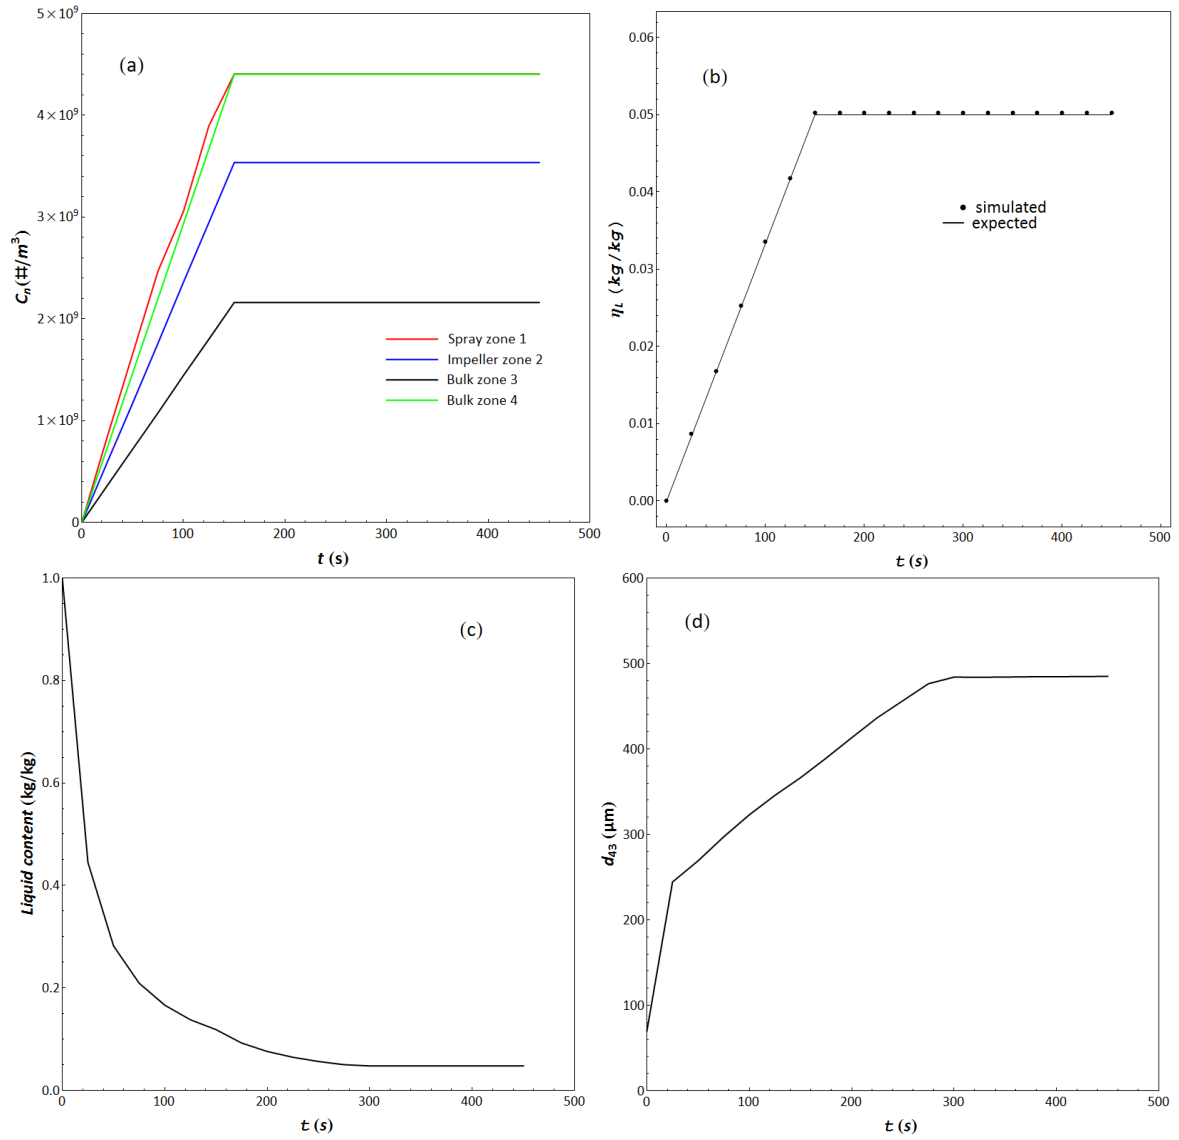 5×10⁹
(a)
4×10⁹
3×10⁹
2×10⁹
1×10⁹
0
Cₙ(#/m³)
Spray zone 1
Impeller zone 2
Bulk zone 3
Bulk zone 4
0 100 200 300 400 500
t (s)
(b)
0.06
0.05
0.04
0.03
0.02
0.01
0.00
η_L (kg/kg)
simulated
expected
0 100 200 300 400 500
t (s)
(c)
1.0
0.8
0.6
0.4
0.2
0.0
Liquid content (kg/kg)
0 100 200 300 400 500
t (s)
(d)
600
500
400
300
200
100
0
d₄₃ (μm)
0 100 200 300 400 500
t (s)